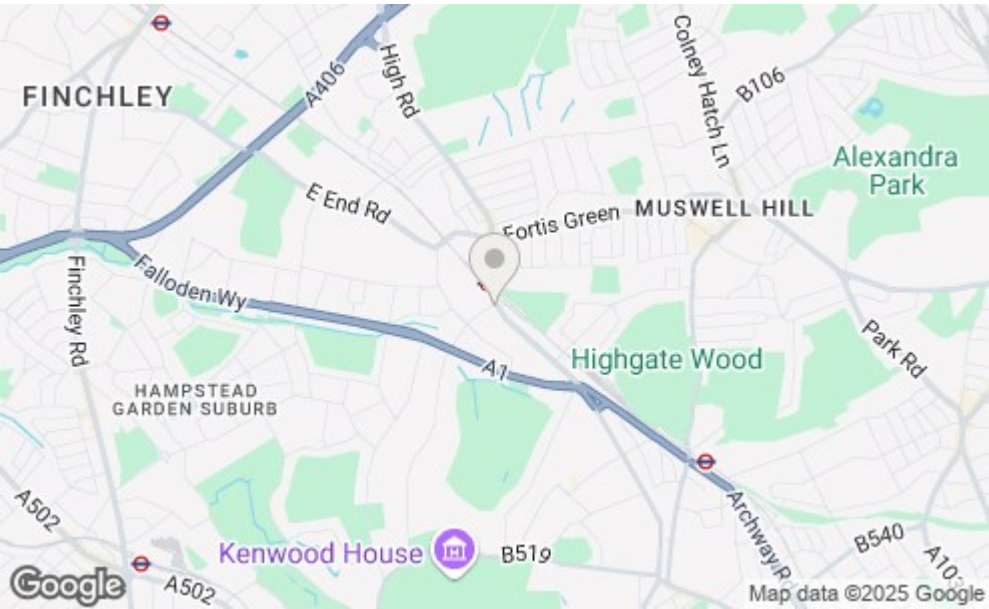 FINCHLEY
A406
High Rd
Colney Hatch Ln
B106
Alexandra
Park
E End Rd
Fortis Green
MUSWELL HILL
Falloden Wy
Finchley Rd
A1
Highgate Wood
Park Rd
HAMPSTEAD
GARDEN SUBURB
A502
Kenwood House
B519
Archway Rd
B540
A103
A502
Google
Map data ©2025 Google